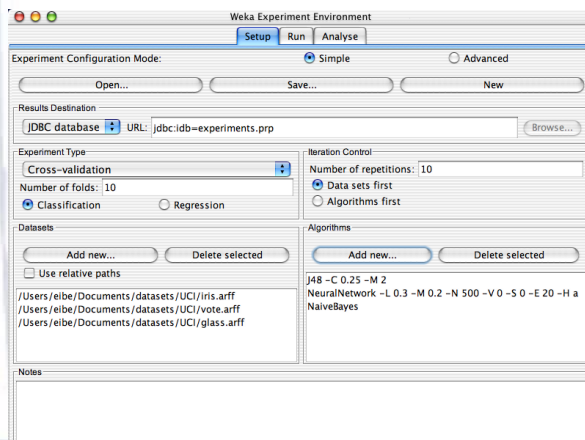 Weka Experiment Environment
Setup Run Analyse
Experiment Configuration Mode: Simple Advanced
Open... Save... New
Results Destination
JDBC database URL: jdbc:idb=experiments.prp Browse...
Experiment Type
Cross-validation
Number of folds: 10
Classification Regression
Iteration Control
Number of repetitions: 10
Data sets first
Algorithms first
Datasets
Add new... Delete selected
Use relative paths
/Users/eibe/Documents/datasets/UCI/iris.arff
/Users/eibe/Documents/datasets/UCI/vote.arff
/Users/eibe/Documents/datasets/UCI/glass.arff
Algorithms
Add new... Delete selected
J48 -C 0.25 -M 2
NeuralNetwork -L 0.3 -M 0.2 -N 500 -V 0 -S 0 -E 20 -H a
NaiveBayes
Notes